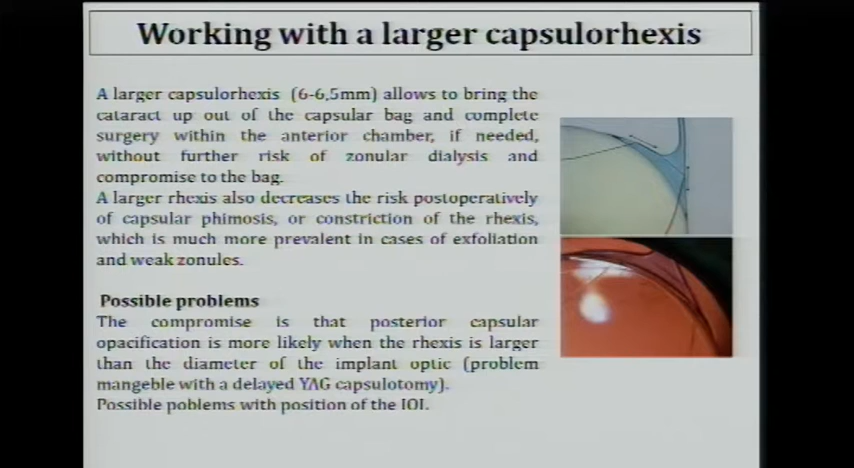 Working with a larger capsulorhexis
A larger capsulorhexis (6-6,5mm) allows to bring the
cataract up out of the capsular bag and complete
surgery within the anterior chamber, if needed,
without further risk of zonular dialysis and
compromise to the bag.
A larger rhexis also decreases the risk postoperatively
of capsular phimosis, or constriction of the rhexis,
which is much more prevalent in cases of exfoliation
and weak zonules.
Possible problems
The compromise is that posterior capsular
opacification is more likely when the rhexis is larger
than the diameter of the implant optic (problem
mangeble with a delayed YAG capsulotomy).
Possible poblems with position of the IOI.